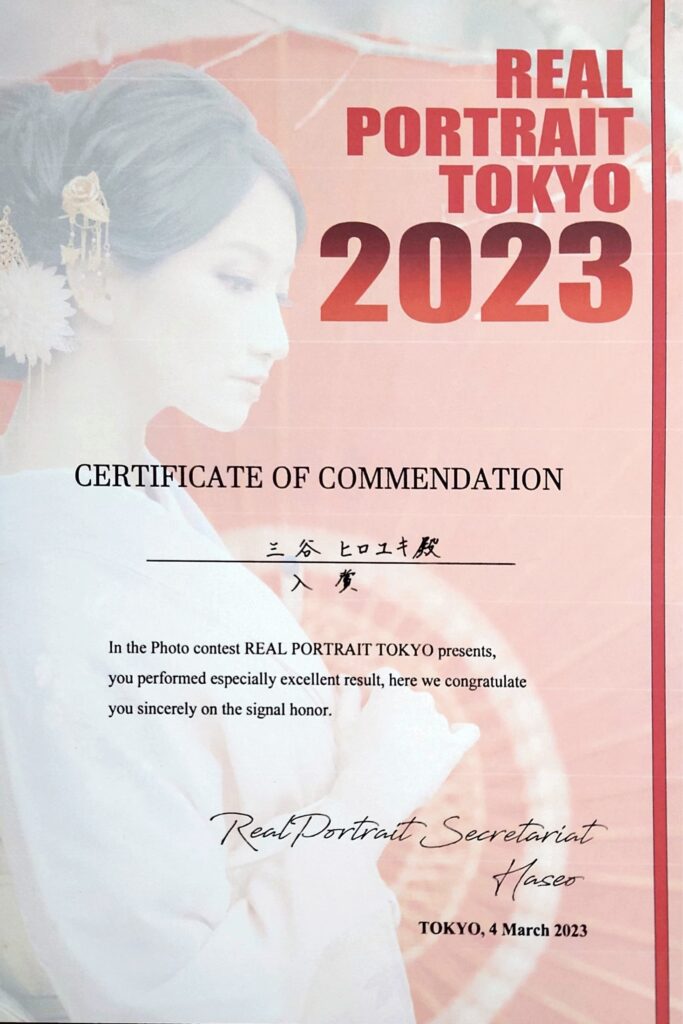 REAL
PORTRAIT
TOKYO
2023
CERTIFICATE OF COMMENDATION
三谷 ヒロユキ殿
入賞
In the Photo contest REAL PORTRAIT TOKYO presents,
you performed especially excellent result, here we congratulate
you sincerely on the signal honor.
RealPortrait Secretariat
Haseo
TOKYO, 4 March 2023